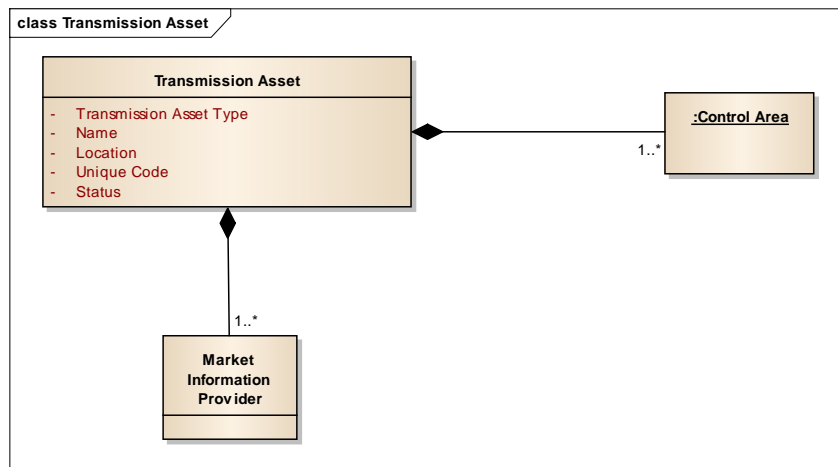 class Transmission Asset
Transmission Asset
- Transmission Asset Type
- Name
- Location
- Unique Code
- Status
:Control Area
1..*
1..*
Market
Information
Provider